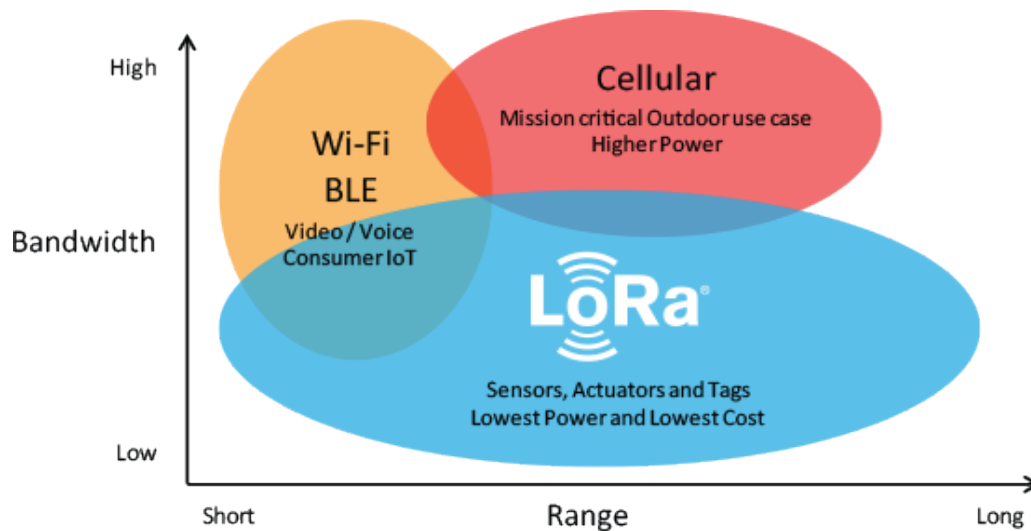 High
Cellular
Mission critical Outdoor use case
Higher Power
Wi-Fi
BLE
Video / Voice
Consumer IoT
Bandwidth
LoRa®
Sensors, Actuators and Tags
Lowest Power and Lowest Cost
Low
Short
Range
Long